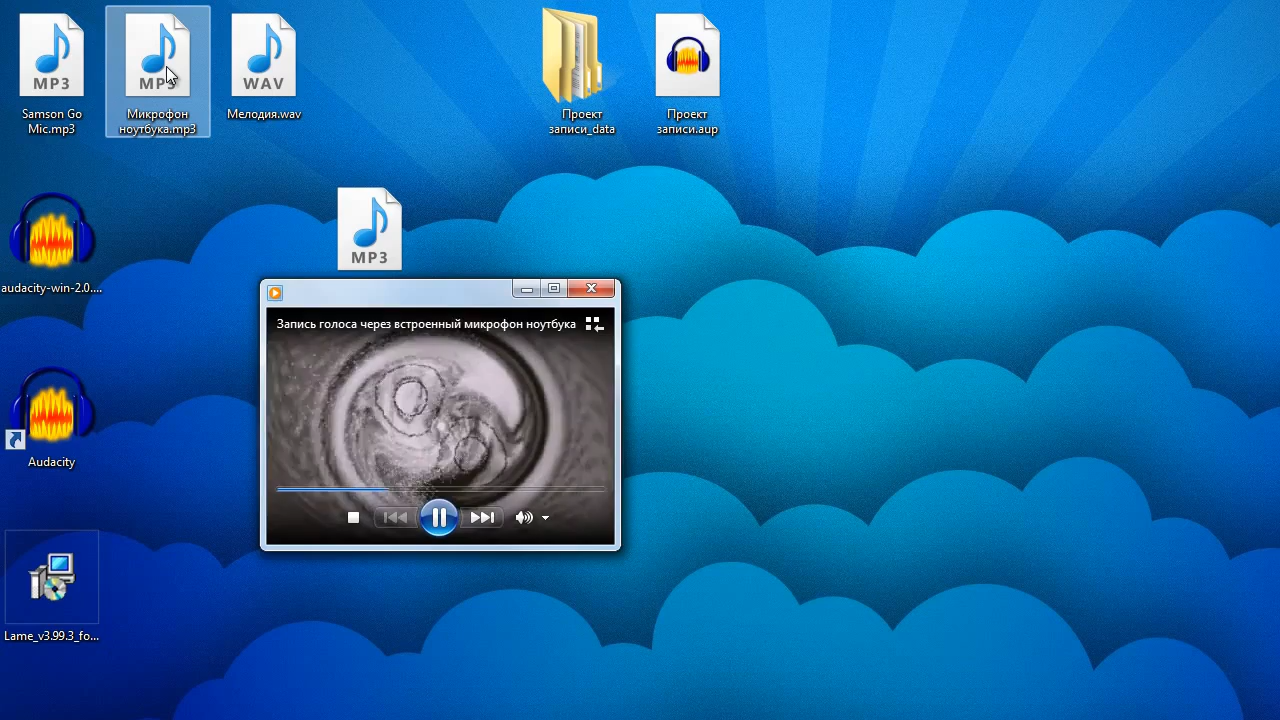 MP3
Samson Go
Mic.mp3
MP3
Микрофон
ноутбука.mp3
WAV
Мелодия.wav
Проект
записи_data
Проект
записи.aup
audacity-win-2.0....
MP3
Запись голоса через встроенный микрофон ноутбука
Audacity
Lame_v3.99.3_fo...